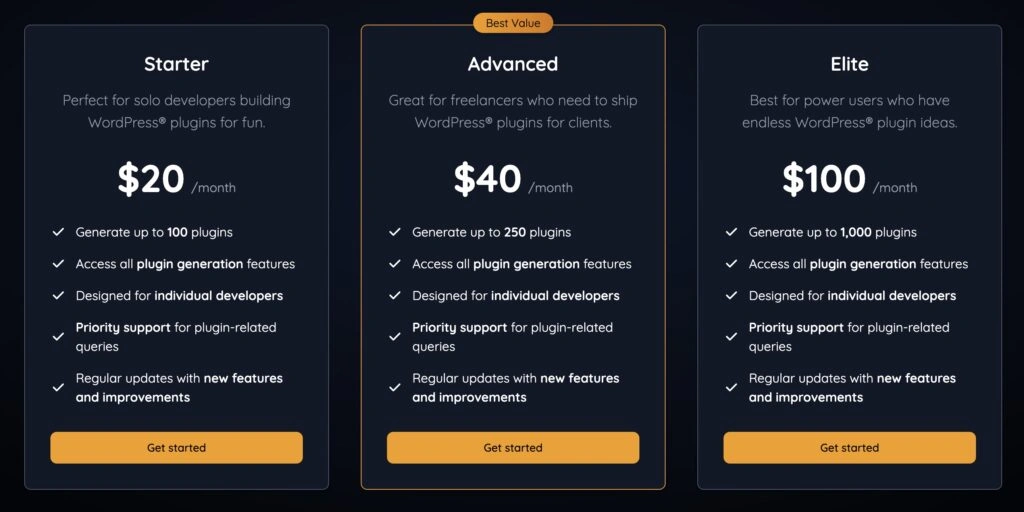 Starter
Perfect for solo developers building
WordPress® plugins for fun.
$20 /month
Generate up to 100 plugins
Access all plugin generation features
Designed for individual developers
Priority support for plugin-related
queries
Regular updates with new features
and improvements
Get started
Best Value
Advanced
Great for freelancers who need to ship
WordPress® plugins for clients.
$40 /month
Generate up to 250 plugins
Access all plugin generation features
Designed for individual developers
Priority support for plugin-related
queries
Regular updates with new features
and improvements
Get started
Elite
Best for power users who have
endless WordPress® plugin ideas.
$100 /month
Generate up to 1,000 plugins
Access all plugin generation features
Designed for individual developers
Priority support for plugin-related
queries
Regular updates with new features
and improvements
Get started